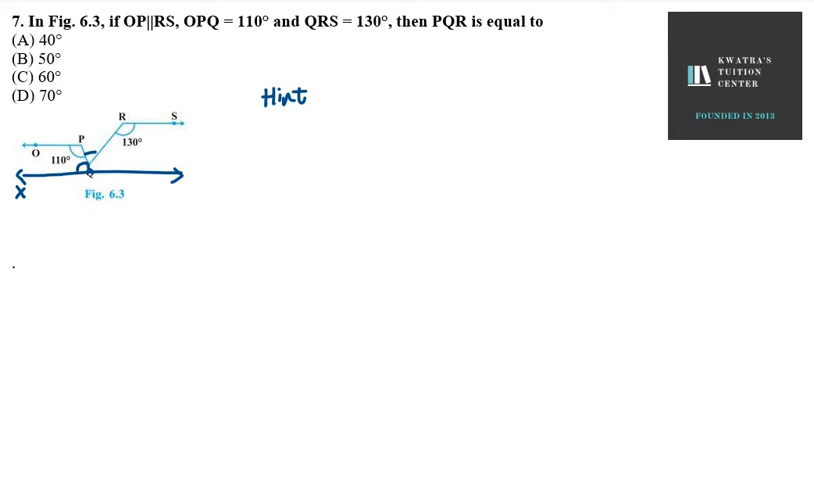 7. In Fig. 6.3, if OP||RS, OPQ = 110° and QRS = 130°, then PQR is equal to
(A) 40°
(B) 50°
(C) 60°
(D) 70°
Hint
KWATRA'S
TUITION
CENTER
FOUNDED IN 2013
R S
P 130°
O 110°
X
Fig. 6.3